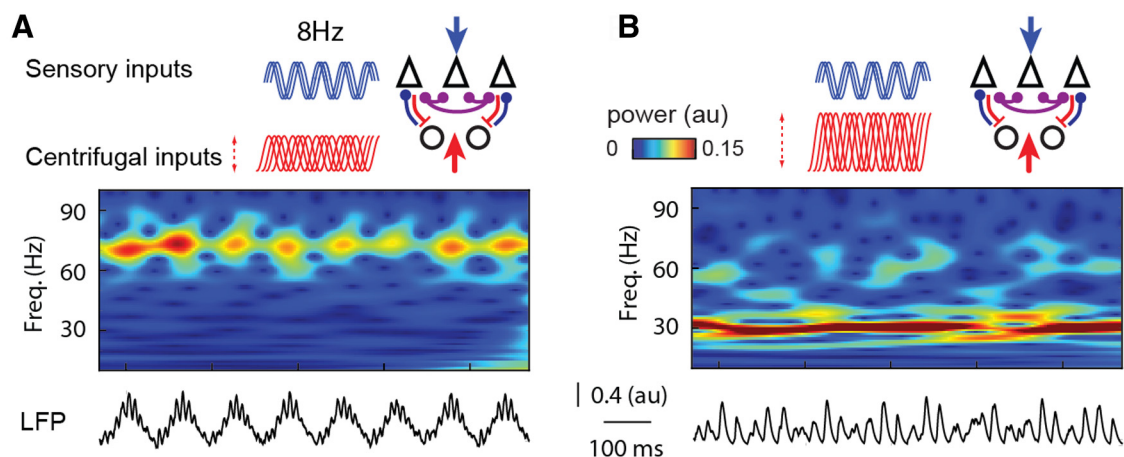 A
8Hz
Sensory inputs
Centrifugal inputs
90
60
30
Freq. (Hz)
LFP
B
power (au)
0
0.15
90
60
30
Freq. (Hz)
0.4 (au)
100 ms